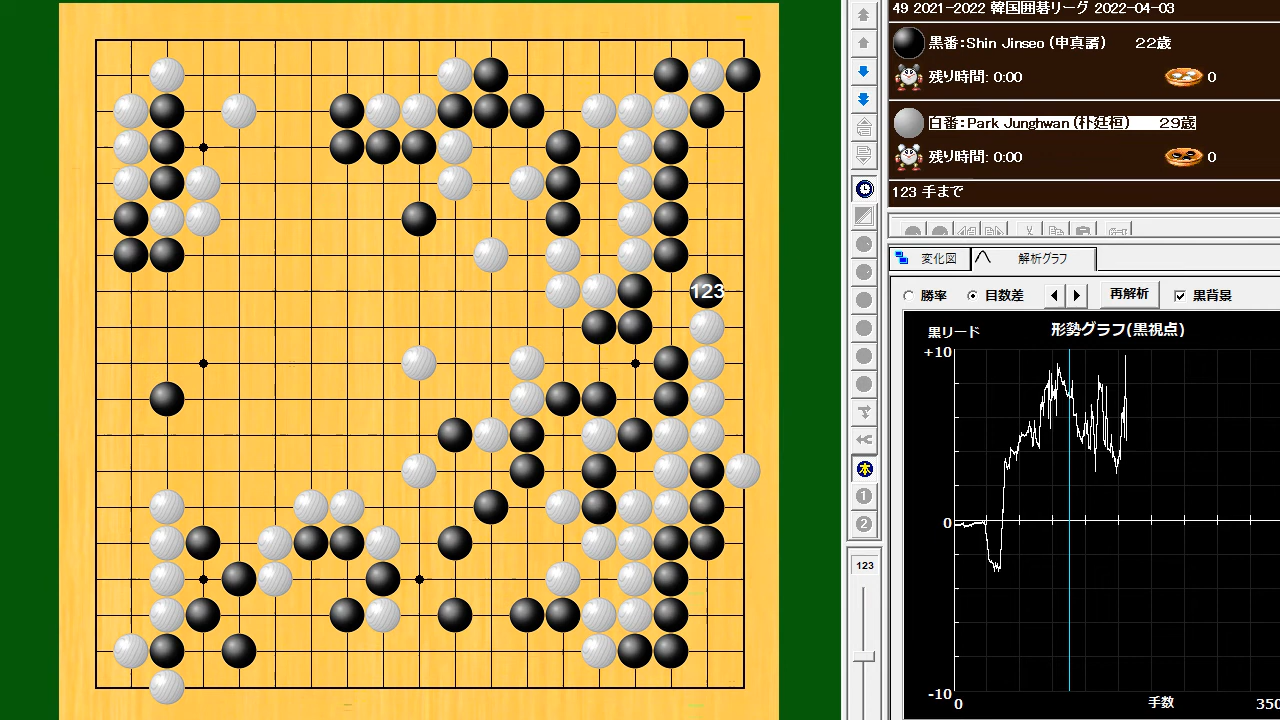 49 2021-2022 韓国囲碁リーグ 2022-04-03
黒番:Shin Jinseo (申真諝) 22歳
残り時間: 0:00 0
白番:Park Junghwan (朴廷桓) 29歳
残り時間: 0:00 0
123 手まで
変化図 解析グラフ
勝率 目数差 再解析 黒背景
123
黒リード 形勢グラフ(黒視点)
+10
0
-10
0 手数 350
本
1
2
123